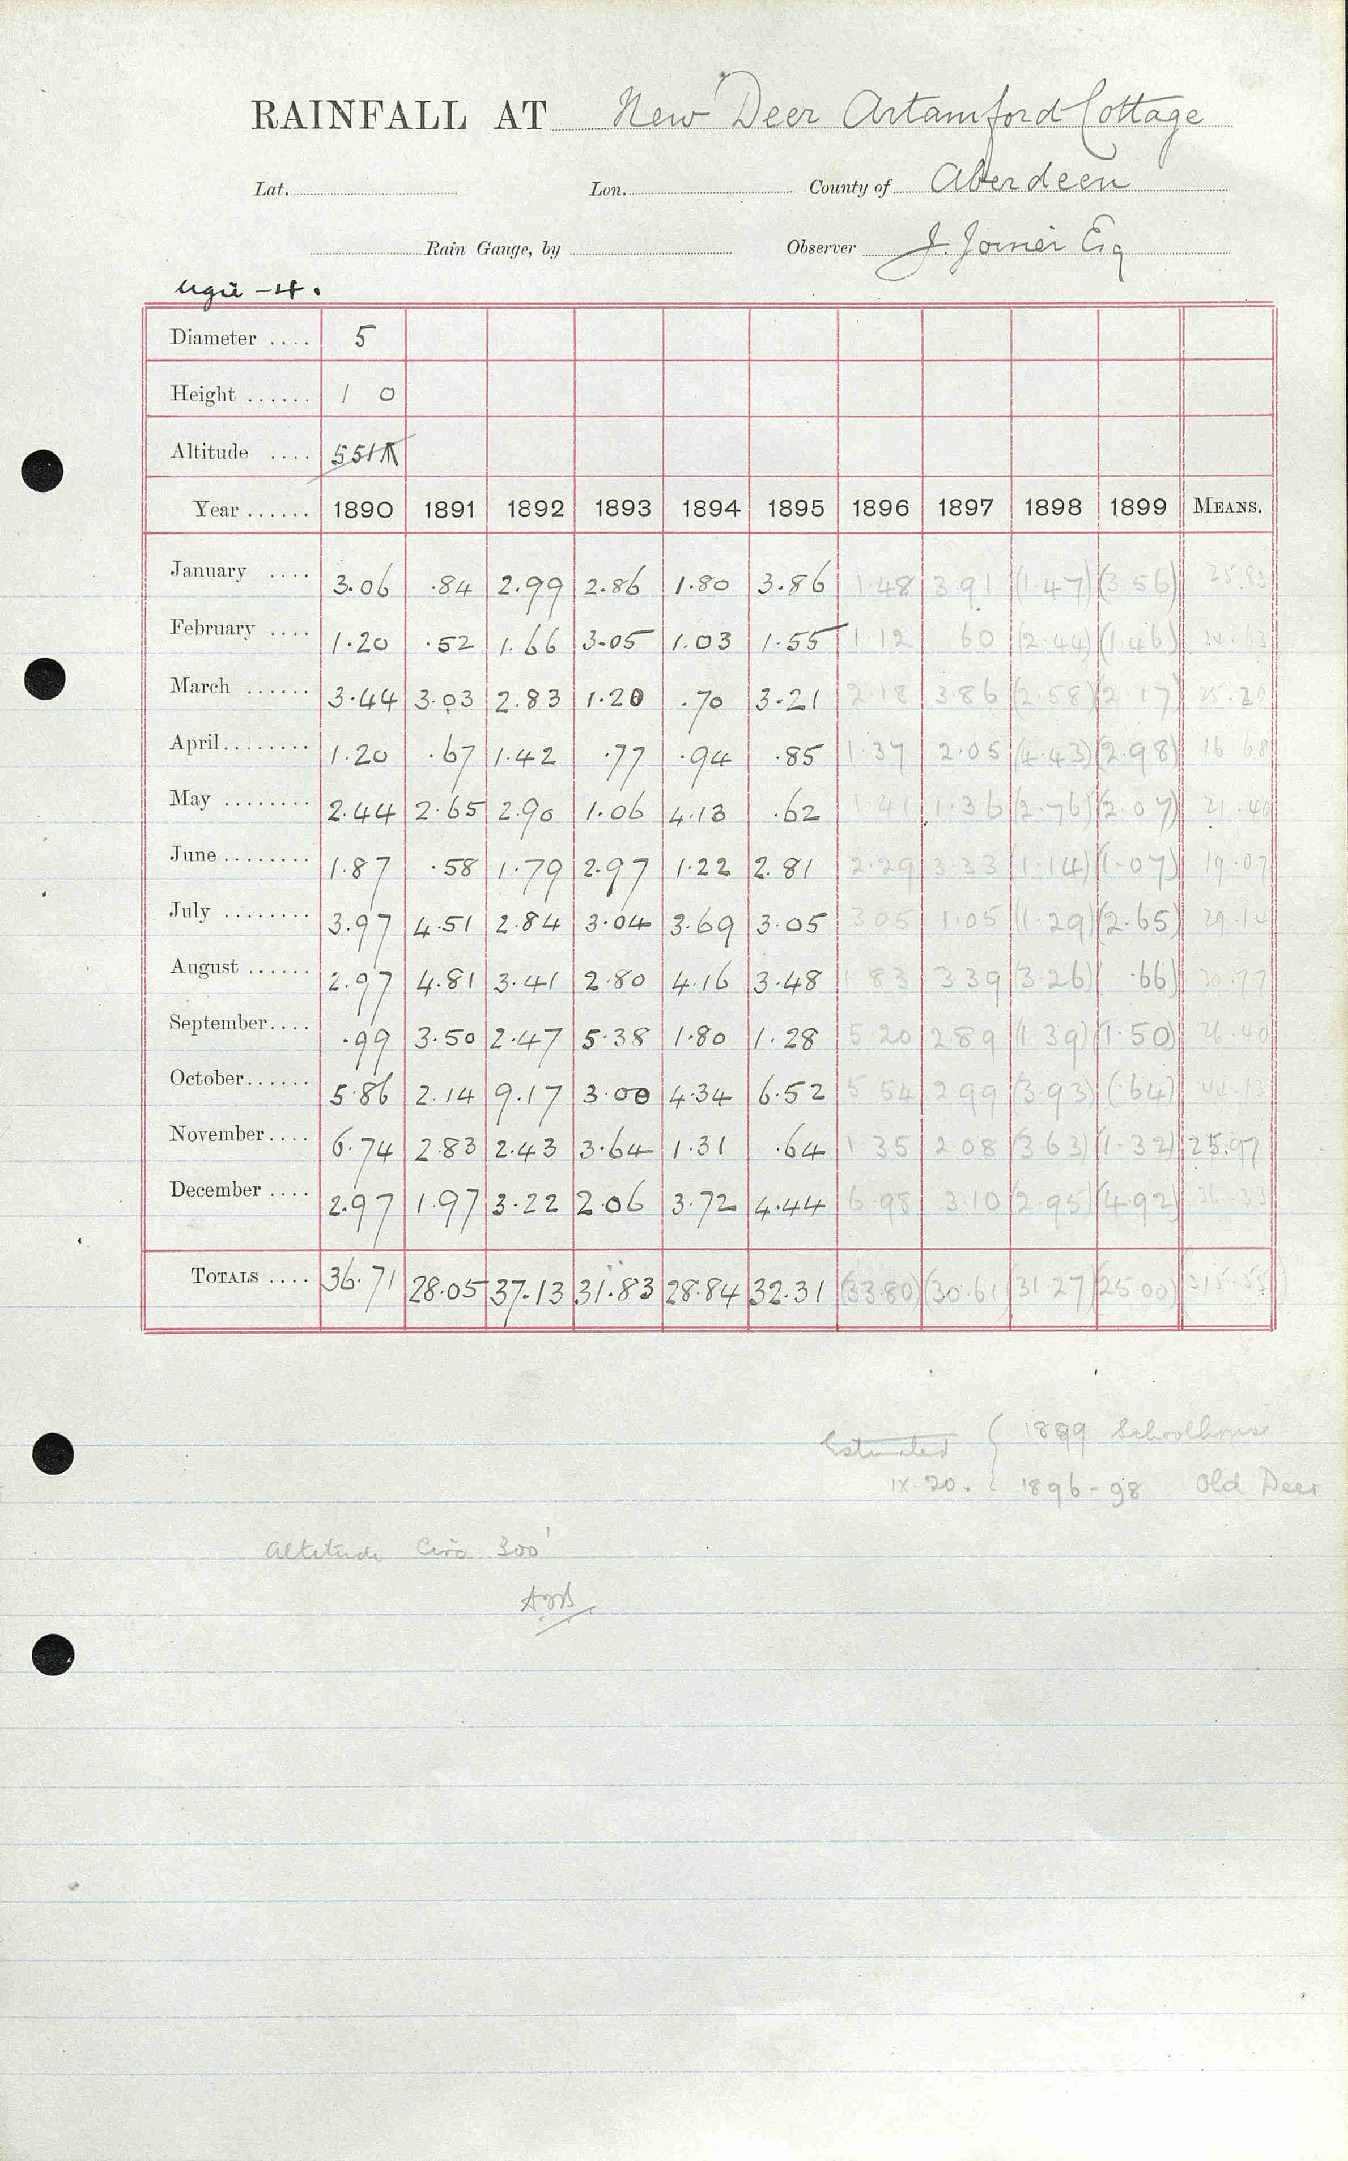 RAINFALL AT New Deer Artamford Cottage
Lat. Lon. County of Aberdeen
Rain Gauge, by Observer J. Joiner Esq
Ugie - 4.
Diameter .... 5
Height ...... 1 0
Altitude .... 551
Year ...... 1890 1891 1892 1893 1894 1895 1896 1897 1898 1899 MEANS.
January .... 3.06 .84 2.99 2.86 1.80 3.86 1.48 3.91 (1.47) (3.56) 25.83
February .... 1.20 .52 1.66 3.05 1.03 1.55 1.12 60 (2.44) (1.46) 14.63
March ...... 3.44 3.03 2.83 1.20 .70 3.21 2.18 3.86 (2.58) (2.17) 25.20
April........ 1.20 .67 1.42 .77 .94 .85 1.37 2.05 (4.43) (2.98) 16.68
May ........ 2.44 2.65 2.90 1.06 4.13 .62 1.41 1.36 (2.76) (2.07) 21.40
June ........ 1.87 .58 1.79 2.97 1.22 2.81 2.29 3.33 (1.14) (1.07) 19.07
July ........ 3.97 4.51 2.84 3.04 3.69 3.05 3.05 1.05 (1.29) (2.65) 29.14
August ...... 2.97 4.81 3.41 2.80 4.16 3.48 1.83 3.39 (3.26) (.66) 30.77
September.... .99 3.50 2.47 5.38 1.80 1.28 5.20 2.89 (1.39) (1.50) 26.40
October...... 5.86 2.14 9.17 3.00 4.34 6.52 5.54 2.99 (3.93) (.64) 44.13
November.... 6.74 2.83 2.43 3.64 1.31 .64 1.35 2.08 (3.63) (1.32) 25.97
December .... 2.97 1.97 3.22 2.06 3.72 4.44 6.98 3.10 (2.95) (4.92) 36.33
TOTALS .... 36.71 28.05 37.13 31.83 28.84 32.31 (33.80) (30.61) (31.27) (25.00) 315.55
Estimated { 1899 Schoolhouse
IX.20. { 1896-98 Old Deer
Altitude Circa 300'